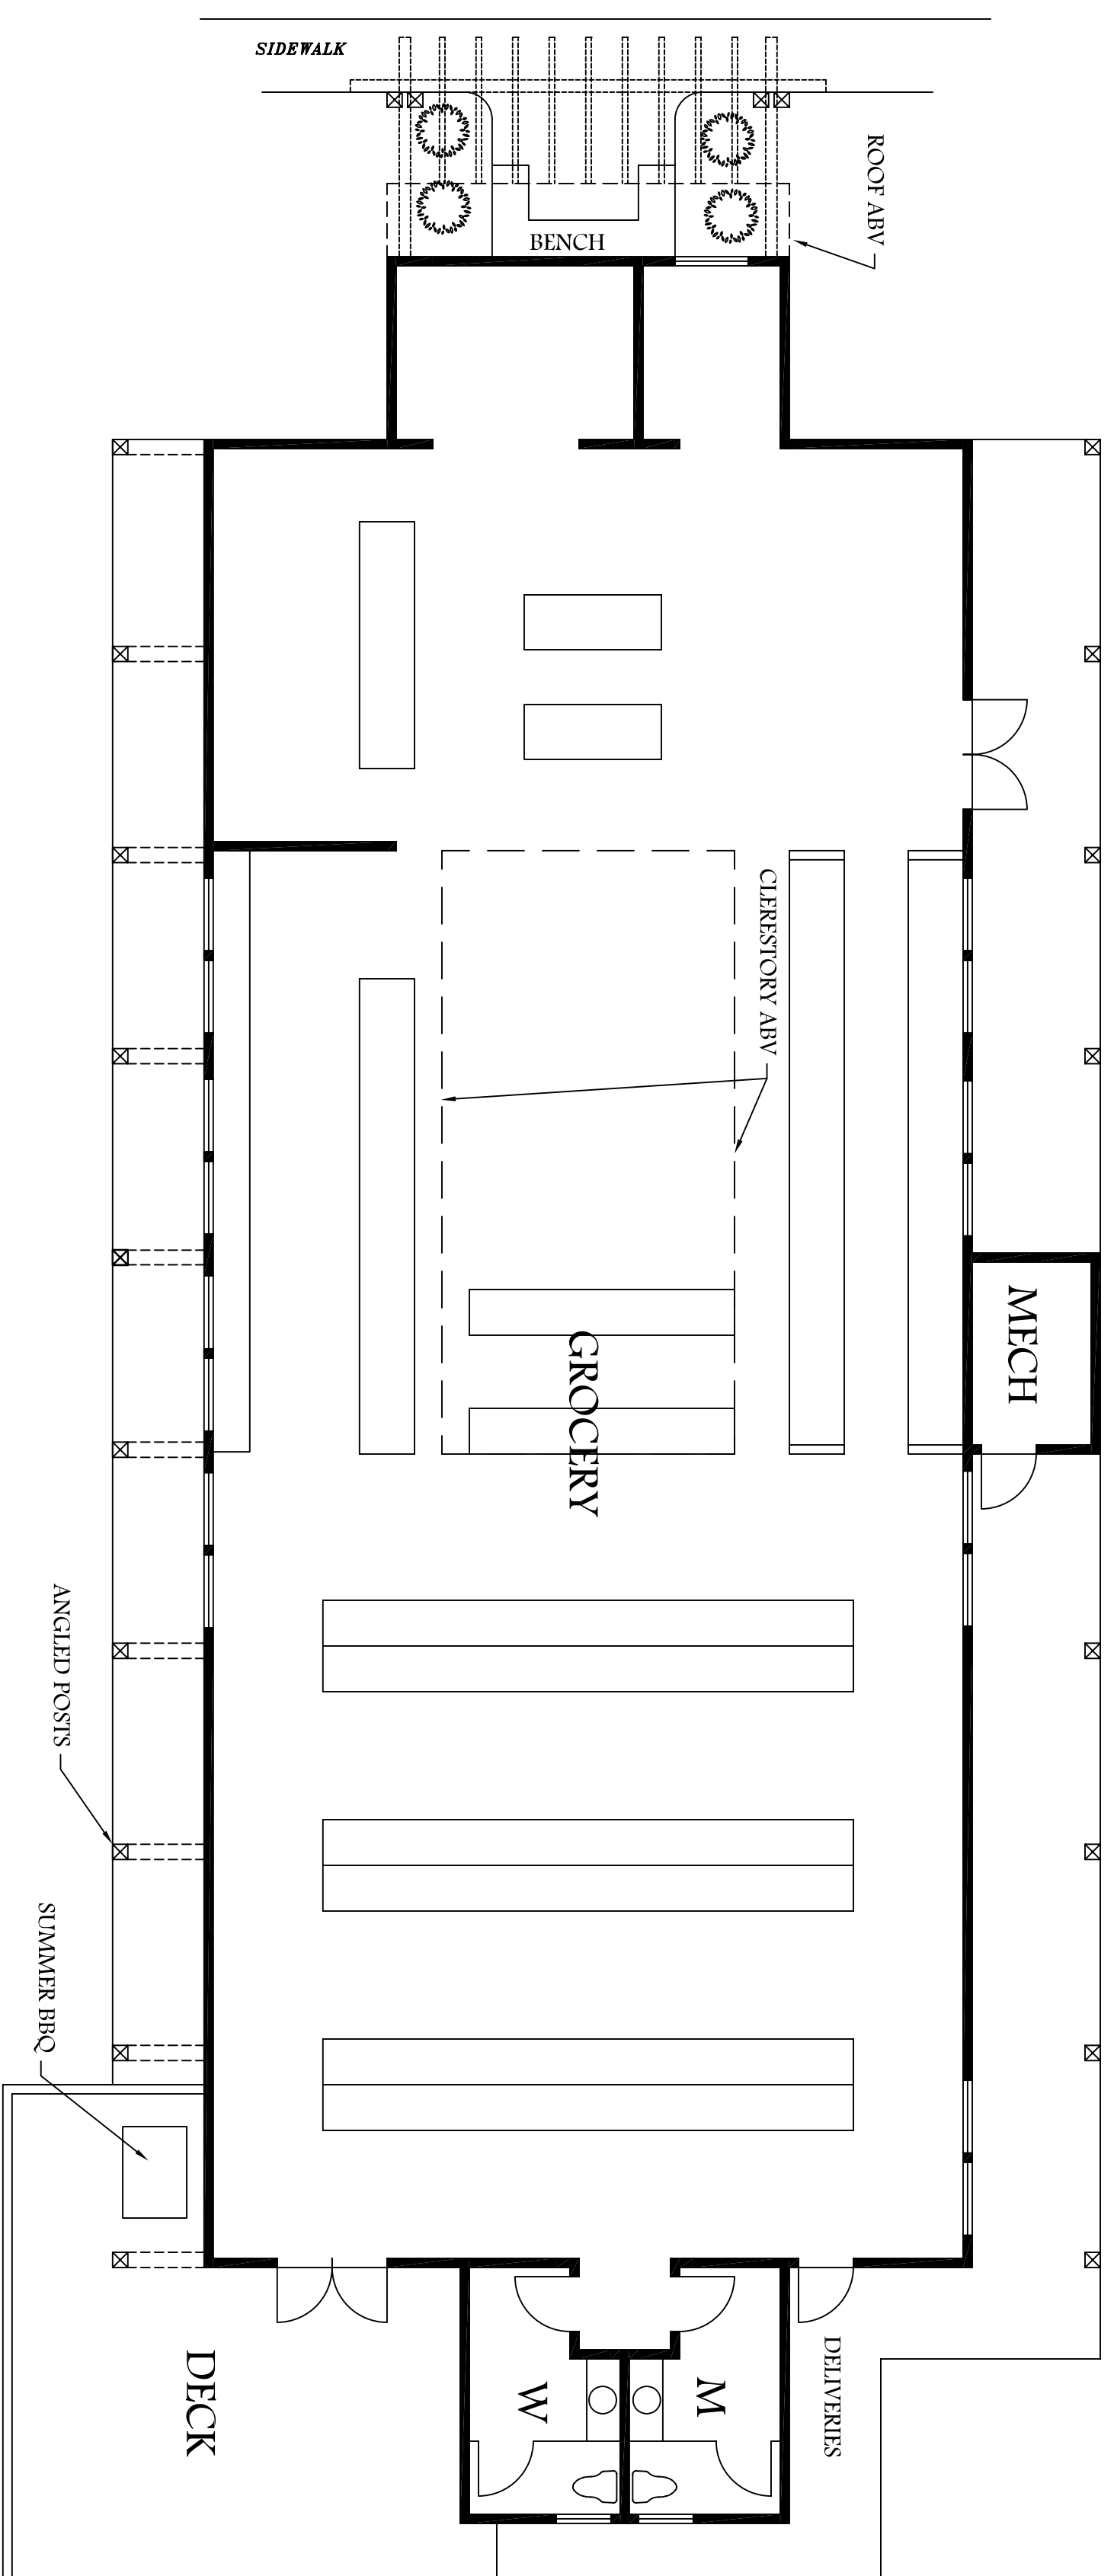 SIDEWALK
ROOF ABV
BENCH
CLERESTORY ABV
MECH
GROCERY
ANGLED POSTS
SUMMER BBQ
DECK
W
M
DELIVERIES